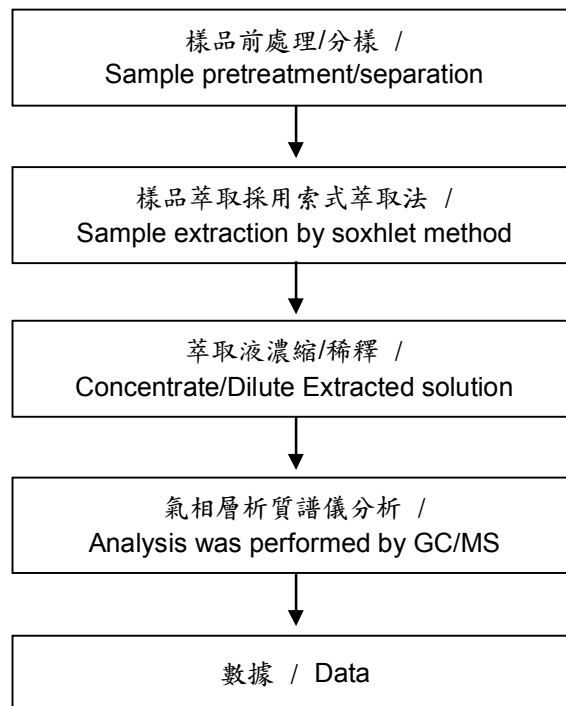 樣品前處理/分樣 /
Sample pretreatment/separation
樣品萃取採用索式萃取法 /
Sample extraction by soxhlet method
萃取液濃縮/稀釋 /
Concentrate/Dilute Extracted solution
氣相層析質譜儀分析 /
Analysis was performed by GC/MS
數據 / Data